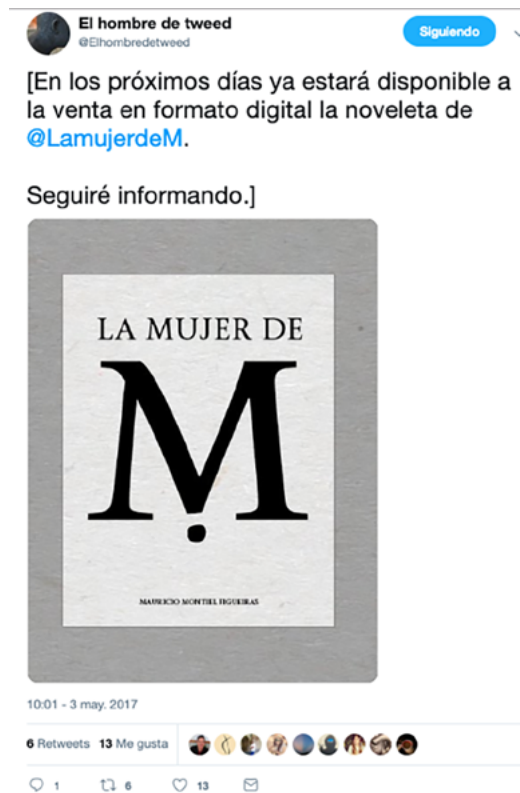 El hombre de tweed
@Elhombredetweed
Siguiendo
[En los próximos días ya estará disponible a
la venta en formato digital la noveleta de
@LamujerdeM.
Seguiré informando.]
LA MUJER DE
M
MAURICIO MONTIEL FIGUEIRAS
10:01 - 3 may. 2017
6 Retweets 13 Me gusta
1 6 13